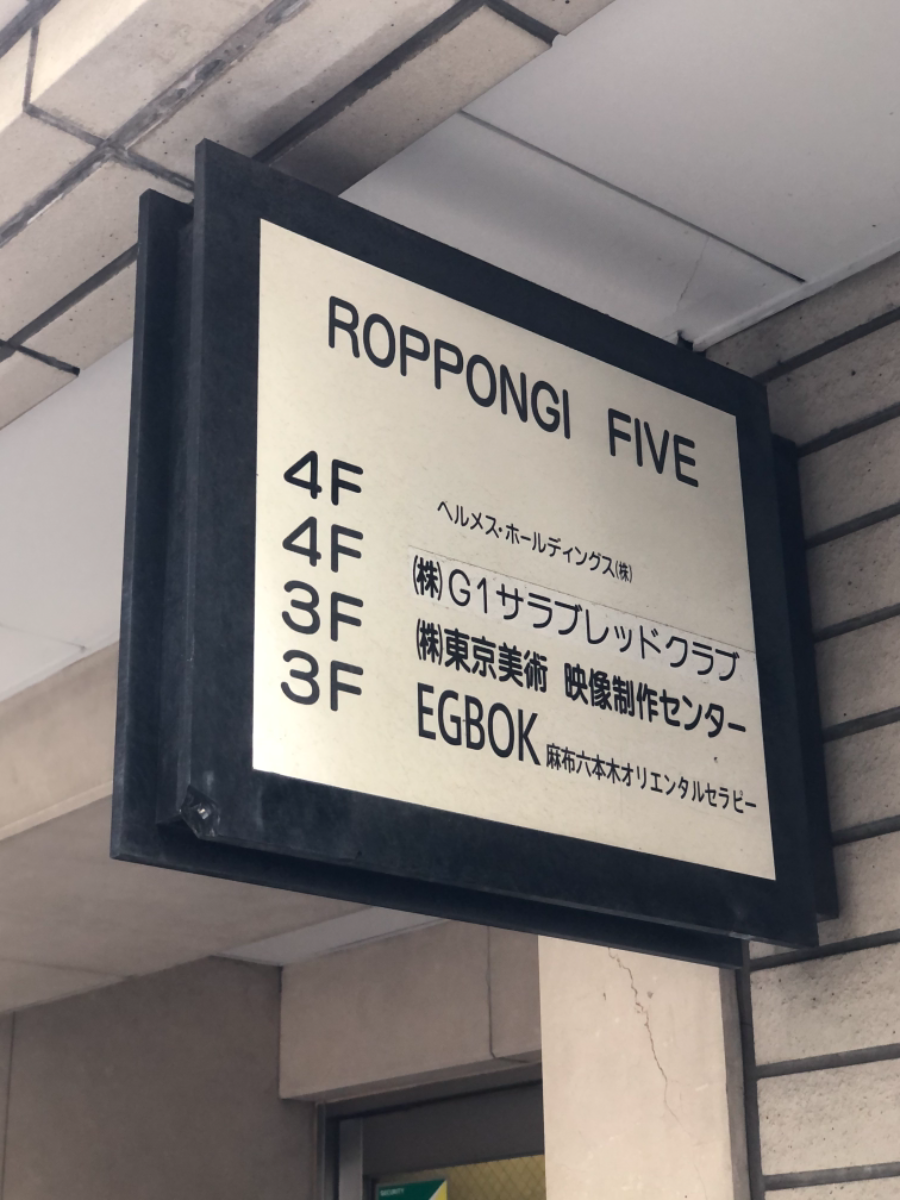 ROPPONGI FIVE
4F ヘルメス・ホールディングス(株)
4F (株)G1サラブレッドクラブ
3F (株)東京美術 映像制作センター
3F EGBOK 麻布六本木オリエンタルセラピー